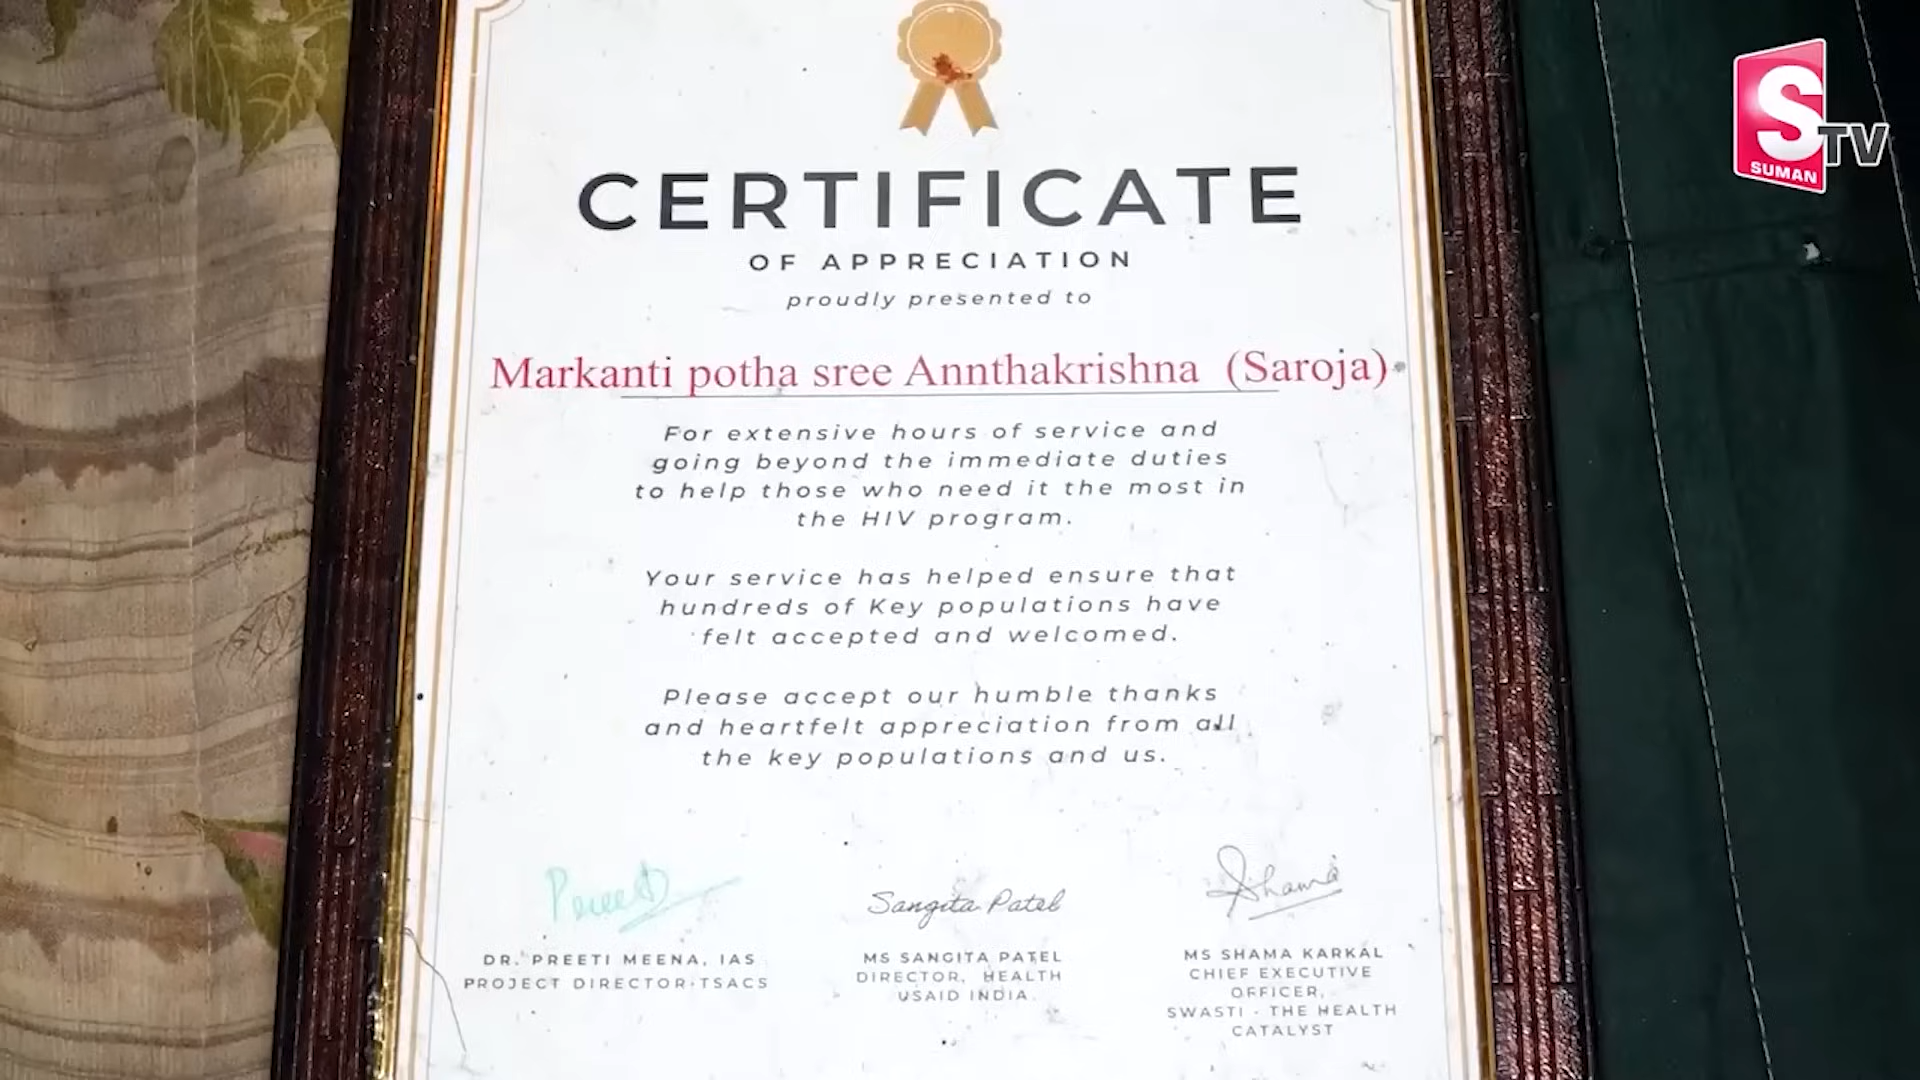 CERTIFICATE
OF APPRECIATION
proudly presented to
Markanti potha sree Annthakrishna (Saroja)
For extensive hours of service and
going beyond the immediate duties
to help those who need it the most in
the HIV program.
Your service has helped ensure that
hundreds of Key populations have
felt accepted and welcomed.
Please accept our humble thanks
and heartfelt appreciation from all
the key populations and us.
Preeti
Sangita Patel
Shama
DR. PREETI MEENA, IAS
PROJECT DIRECTOR-TSACS
MS SANGITA PATEL
DIRECTOR, HEALTH
USAID INDIA
MS SHAMA KARKAL
CHIEF EXECUTIVE
OFFICER,
SWASTI - THE HEALTH
CATALYST
S TV
SUMAN